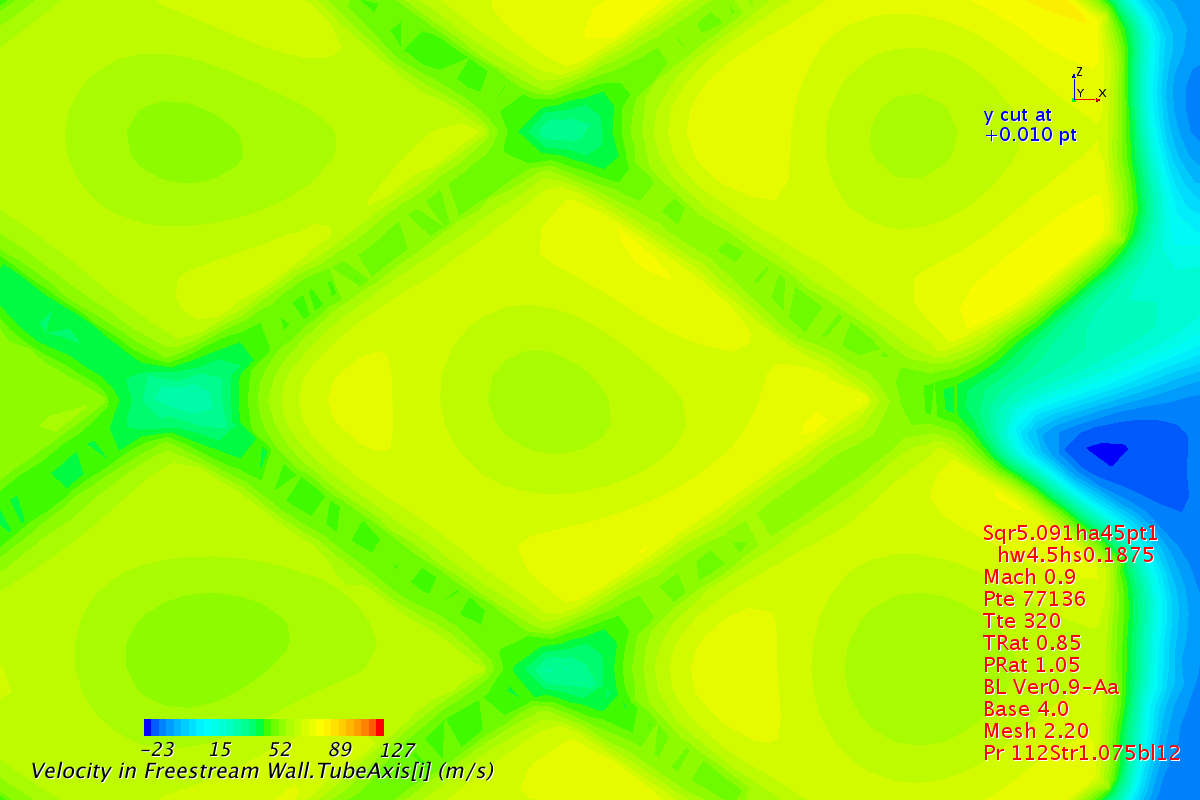 Z
Y X
y cut at
+0.010 pt
Sqr5.091ha45pt1
hw4.5hs0.1875
Mach 0.9
Pte 77136
Tte 320
TRat 0.85
PRat 1.05
BL Ver0.9-Aa
Base 4.0
Mesh 2.20
Pr 112Str1.075bl12
-23 15 52 89 127
Velocity in Freestream Wall.TubeAxis[i] (m/s)